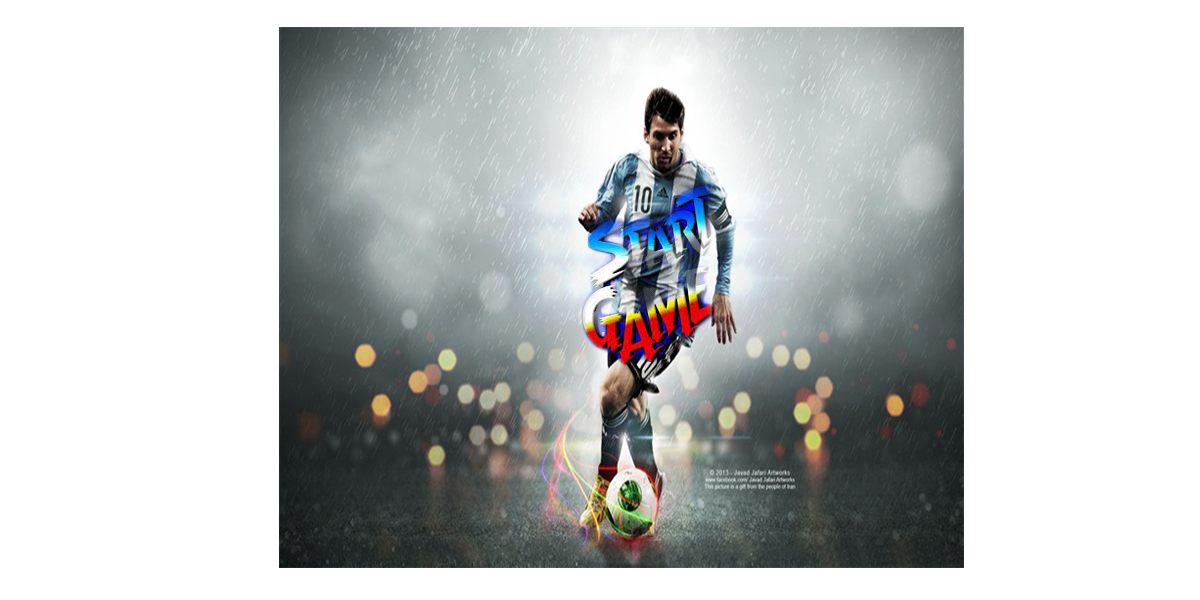 10
START
GAME
© 2013 - Javad Jafari Artworks
www.facebook.com/ Javad Jafari Artworks
This picture is a gift from the people of Iran